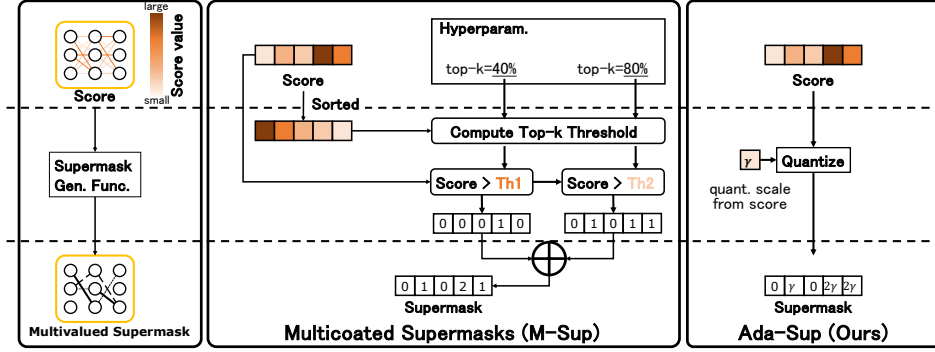 large
Score value
small
Score
Supermask
Gen. Func.
Multivalued Supermask
Score
Sorted
Hyperparam.
top-k=40%
top-k=80%
Compute Top-k Threshold
Score > Th1
Score > Th2
0 0 0 1 0
0 1 0 1 1
0 1 0 2 1
Supermask
Multicoated Supermasks (M-Sup)
Score
γ
Quantize
quant. scale
from score
0 γ 0 2γ 2γ
Supermask
Ada-Sup (Ours)